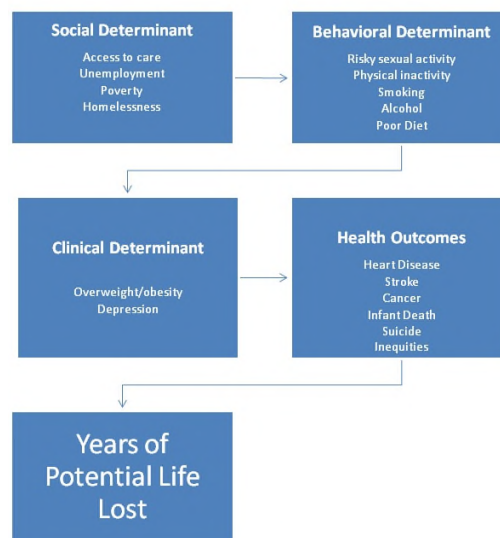 Social Determinant
Access to care
Unemployment
Poverty
Homelessness
Behavioral Determinant
Risky sexual activity
Physical inactivity
Smoking
Alcohol
Poor Diet
Clinical Determinant
Overweight/obesity
Depression
Health Outcomes
Heart Disease
Stroke
Cancer
Infant Death
Suicide
Inequities
Years of
Potential Life
Lost